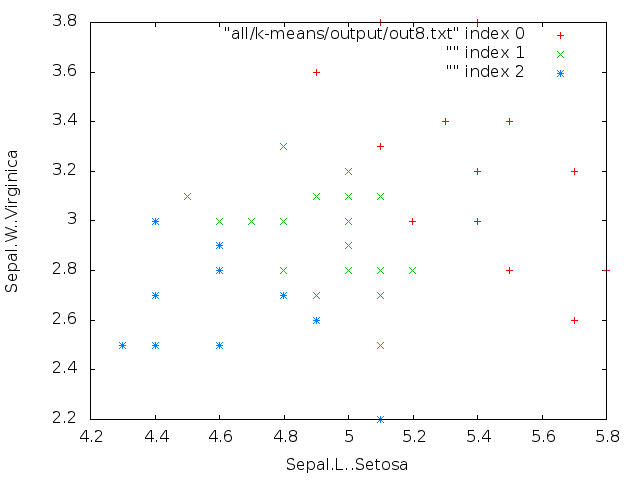 "all/k-means/output/out8.txt" index 0
"" index 1
"" index 2
3.8
3.6
3.4
3.2
3
2.8
2.6
2.4
2.2
4.2 4.4 4.6 4.8 5 5.2 5.4 5.6 5.8
Sepal.W..Virginica
Sepal.L..Setosa